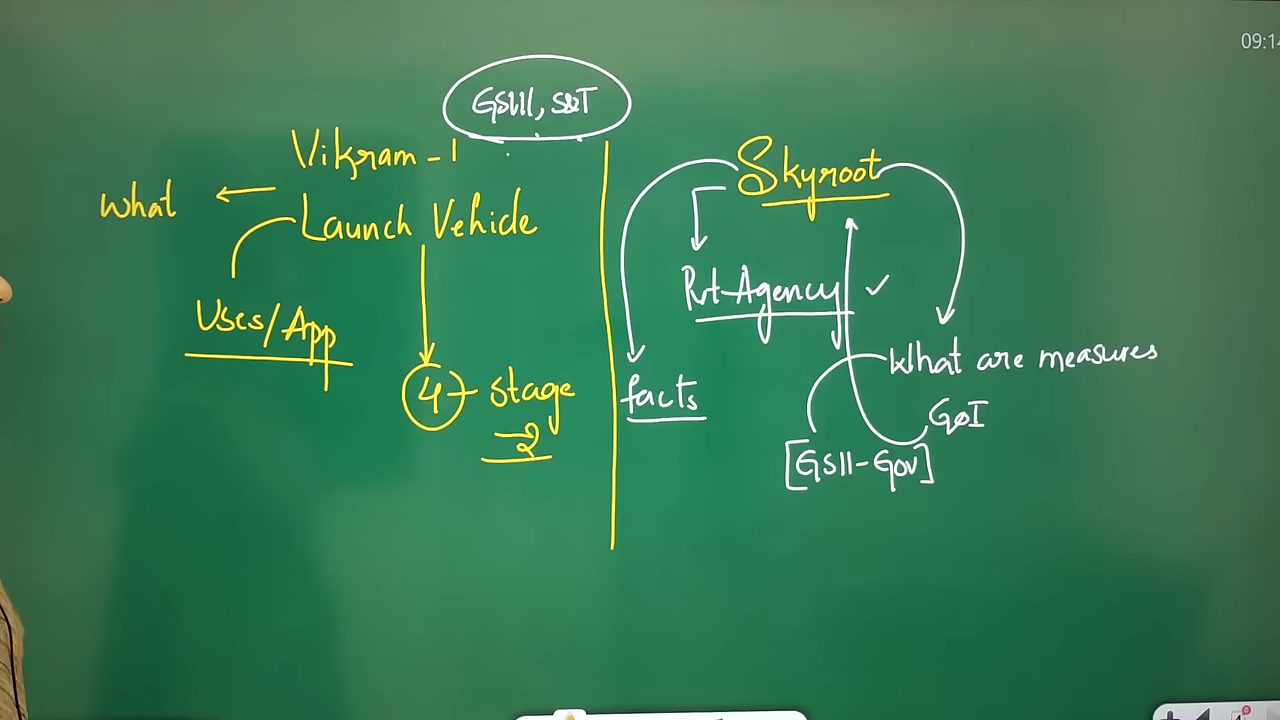 09:14
GSIII, S&T
Vikram-1
What
Launch Vehicle
Uses/App
4 - stage
2
Skyroot
Pvt-Agency ✓
facts
What are measures
GoI
[GSII-Gov]